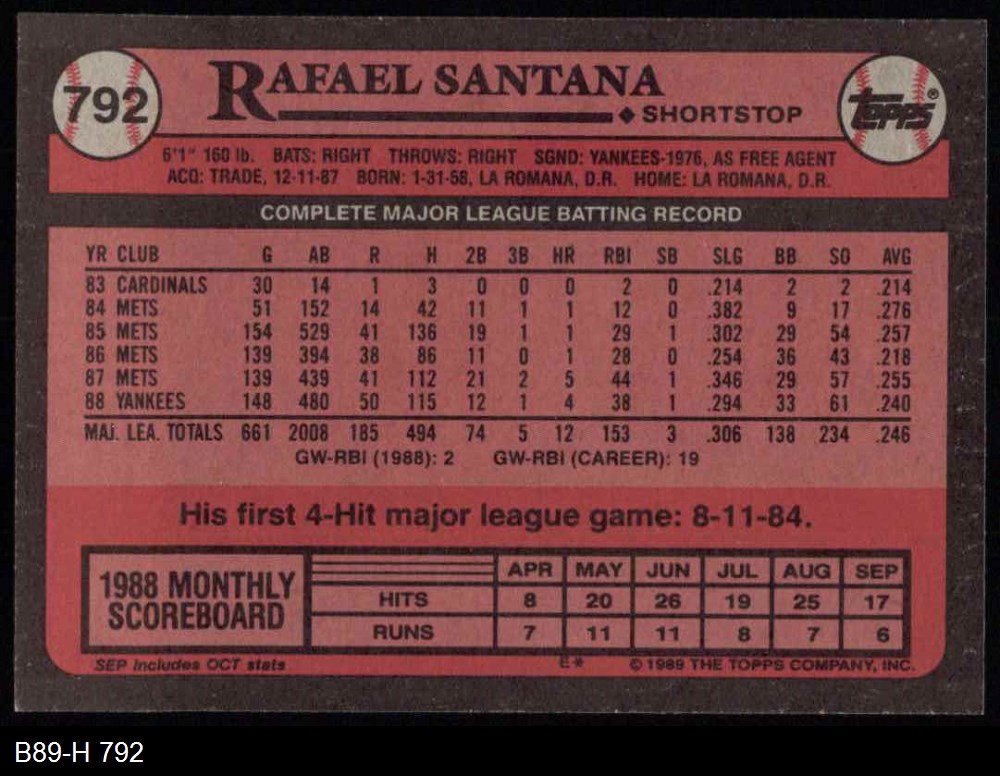 792
RAFAEL SANTANA
◆ SHORTSTOP
TOPPS®
6'1" 160 lb. BATS: RIGHT THROWS: RIGHT SGND: YANKEES-1976, AS FREE AGENT
ACQ: TRADE, 12-11-87 BORN: 1-31-58, LA ROMANA, D.R. HOME: LA ROMANA, D.R.
COMPLETE MAJOR LEAGUE BATTING RECORD
YR CLUB G AB R H 2B 3B HR RBI SB SLG BB SO AVG
83 CARDINALS 30 14 1 3 0 0 0 2 0 .214 2 2 .214
84 METS 51 152 14 42 11 1 1 12 0 .382 9 17 .276
85 METS 154 529 41 136 19 1 1 29 1 .302 29 54 .257
86 METS 139 394 38 86 11 0 1 28 0 .254 36 43 .218
87 METS 139 439 41 112 21 2 5 44 1 .346 29 57 .255
88 YANKEES 148 480 50 115 12 1 4 38 1 .294 33 61 .240
MAJ. LEA. TOTALS 661 2008 185 494 74 5 12 153 3 .306 138 234 .246
GW-RBI (1988): 2 GW-RBI (CAREER): 19
His first 4-Hit major league game: 8-11-84.
1988 MONTHLY
SCOREBOARD
APR MAY JUN JUL AUG SEP
HITS 8 20 26 19 25 17
RUNS 7 11 11 8 7 6
SEP Includes OCT stats E* © 1989 THE TOPPS COMPANY, INC.
B89-H 792